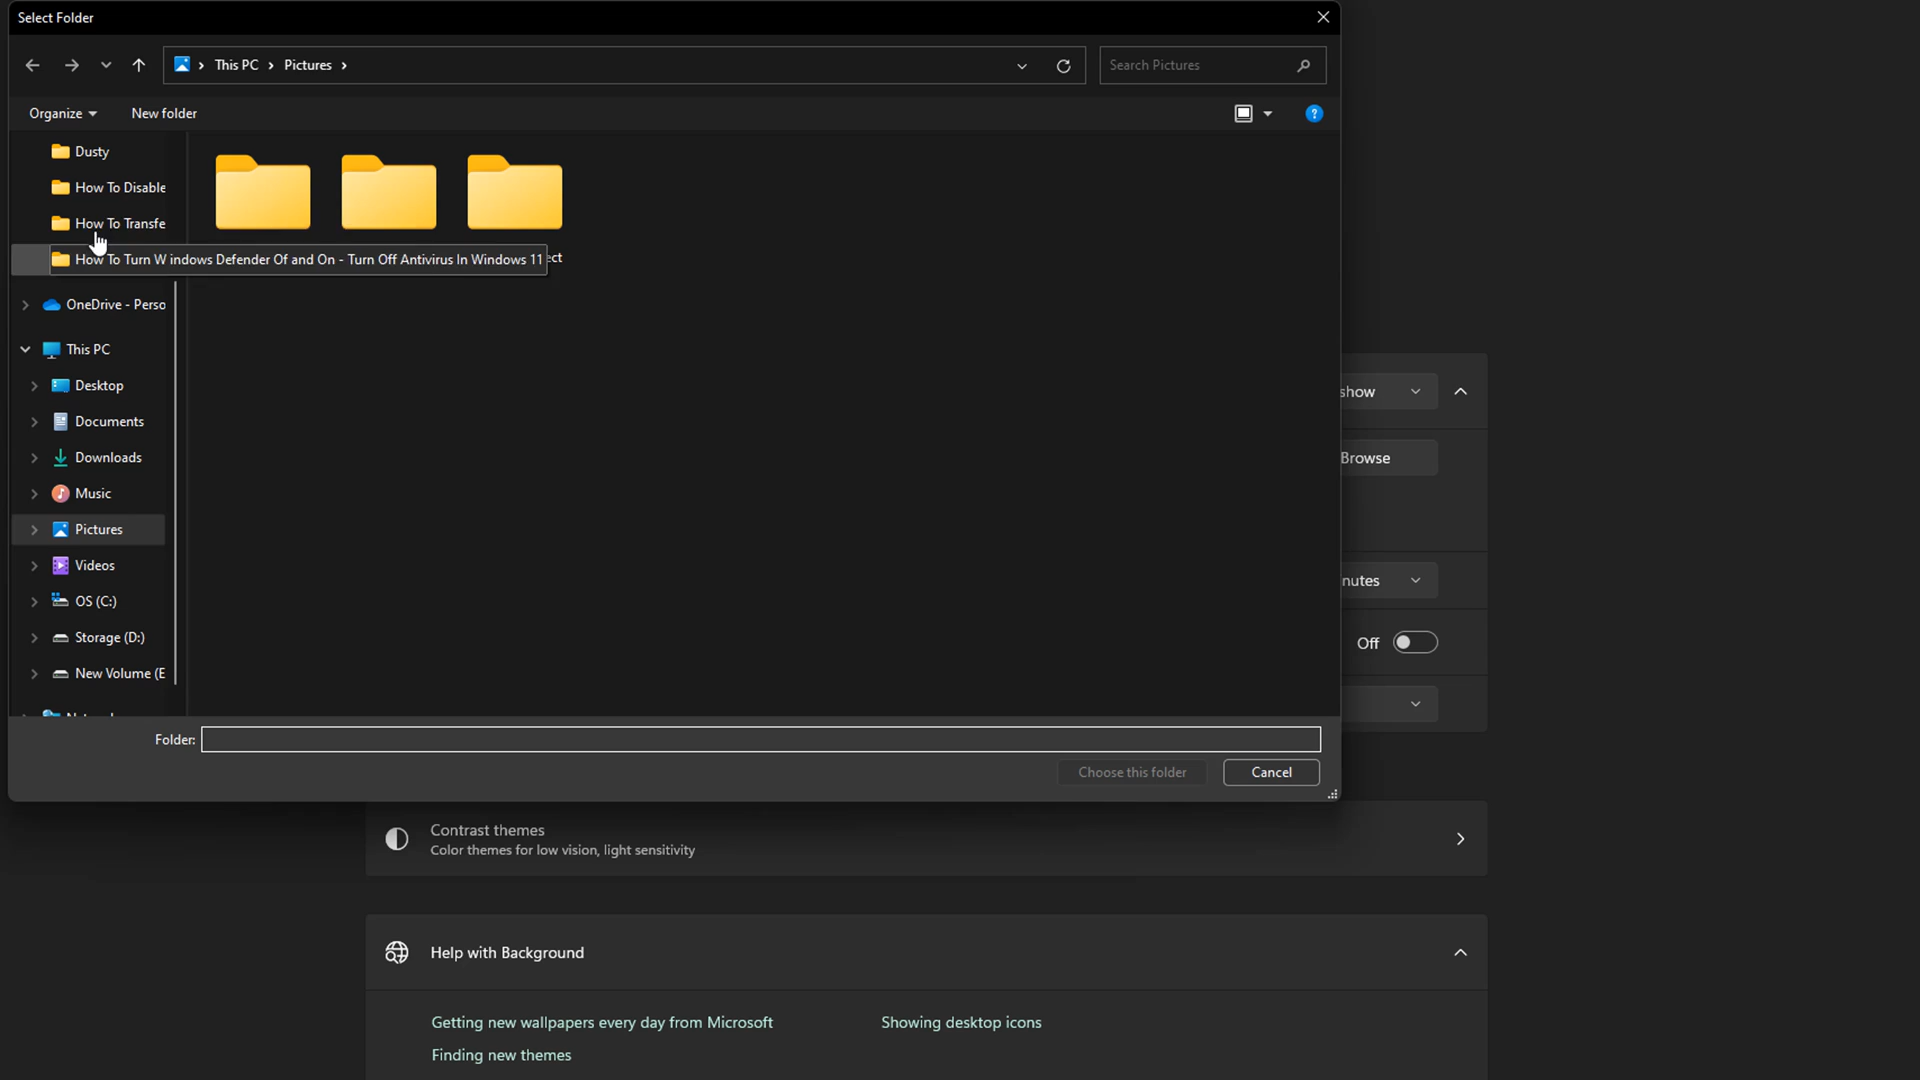 Select Folder
This PC > Pictures >
Search Pictures
Organize
New folder
?
Dusty
How To Disable
How To Transfe
How To Turn W indows Defender Of and On - Turn Off Antivirus In Windows 11
ect
OneDrive - Perso
This PC
Desktop
Documents
Downloads
Music
Pictures
Videos
OS (C:)
Storage (D:)
New Volume (E
show
Browse
nutes
Off
Folder:
Choose this folder
Cancel
Contrast themes
Color themes for low vision, light sensitivity
Help with Background
Getting new wallpapers every day from Microsoft
Showing desktop icons
Finding new themes